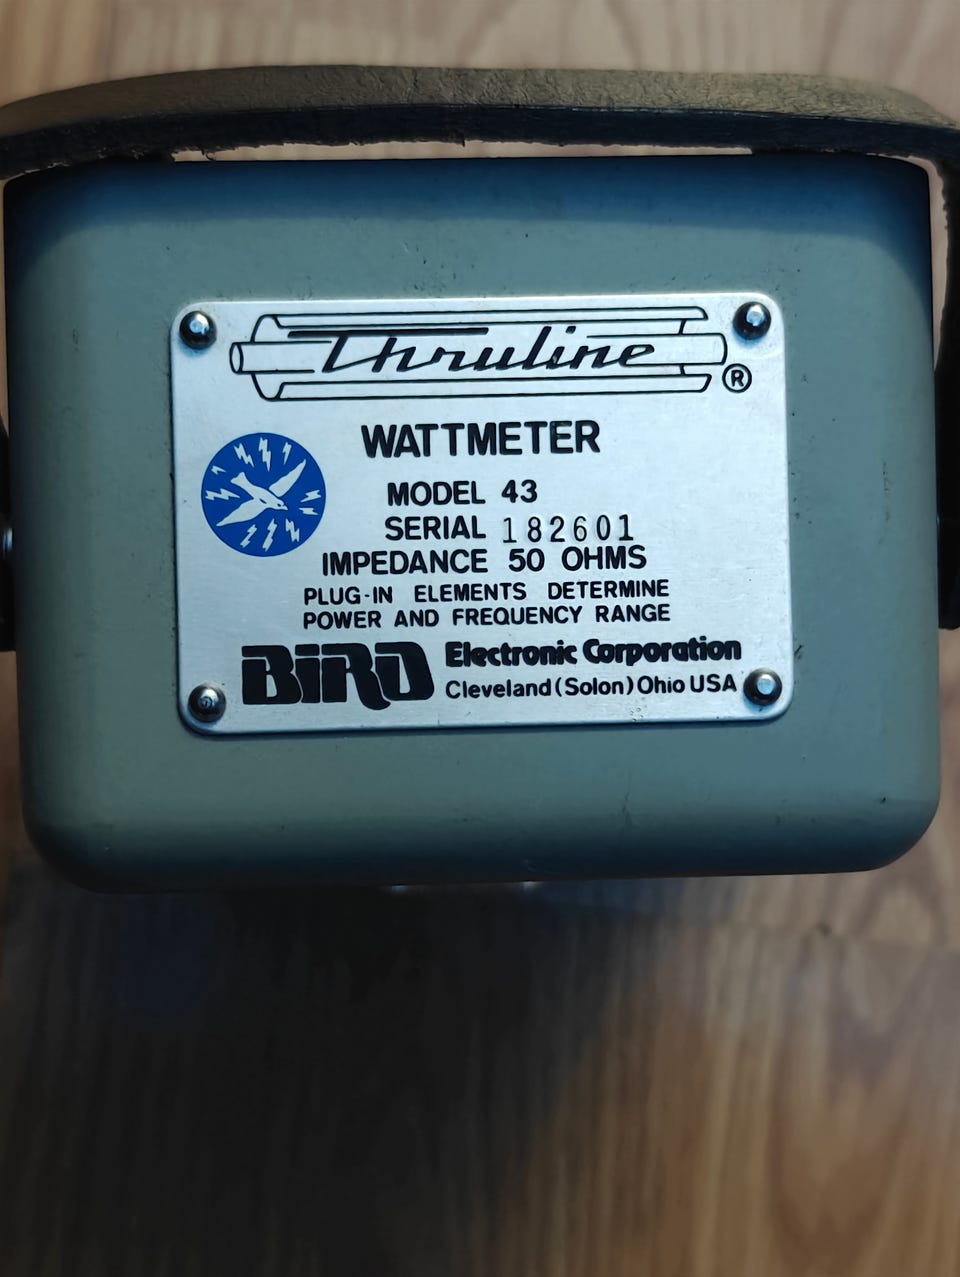 Thruline ®
WATTMETER
MODEL 43
SERIAL 182601
IMPEDANCE 50 OHMS
PLUG-IN ELEMENTS DETERMINE
POWER AND FREQUENCY RANGE
BIRD Electronic Corporation
Cleveland (Solon) Ohio USA